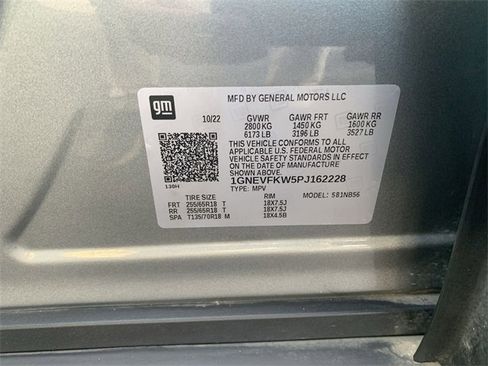 gm
MFD BY GENERAL MOTORS LLC
10/22 GVWR GAWR FRT GAWR RR
2800 KG 1450 KG 1600 KG
6173 LB 3196 LB 3527 LB
THIS VEHICLE CONFORMS TO ALL
APPLICABLE U.S. FEDERAL MOTOR
VEHICLE SAFETY STANDARDS IN EFFECT
ON THE DATE OF MANUFACTURE
SHOWN ABOVE.
1GNEVFKW5PJ162228
130H TYPE: MPV MODEL: 581NB56
TIRE SIZE RIM
FRT 255/65R18 T 18X7.5J
RR 255/65R18 T 18X7.5J
SPA T135/70R18 M 18X4.5B